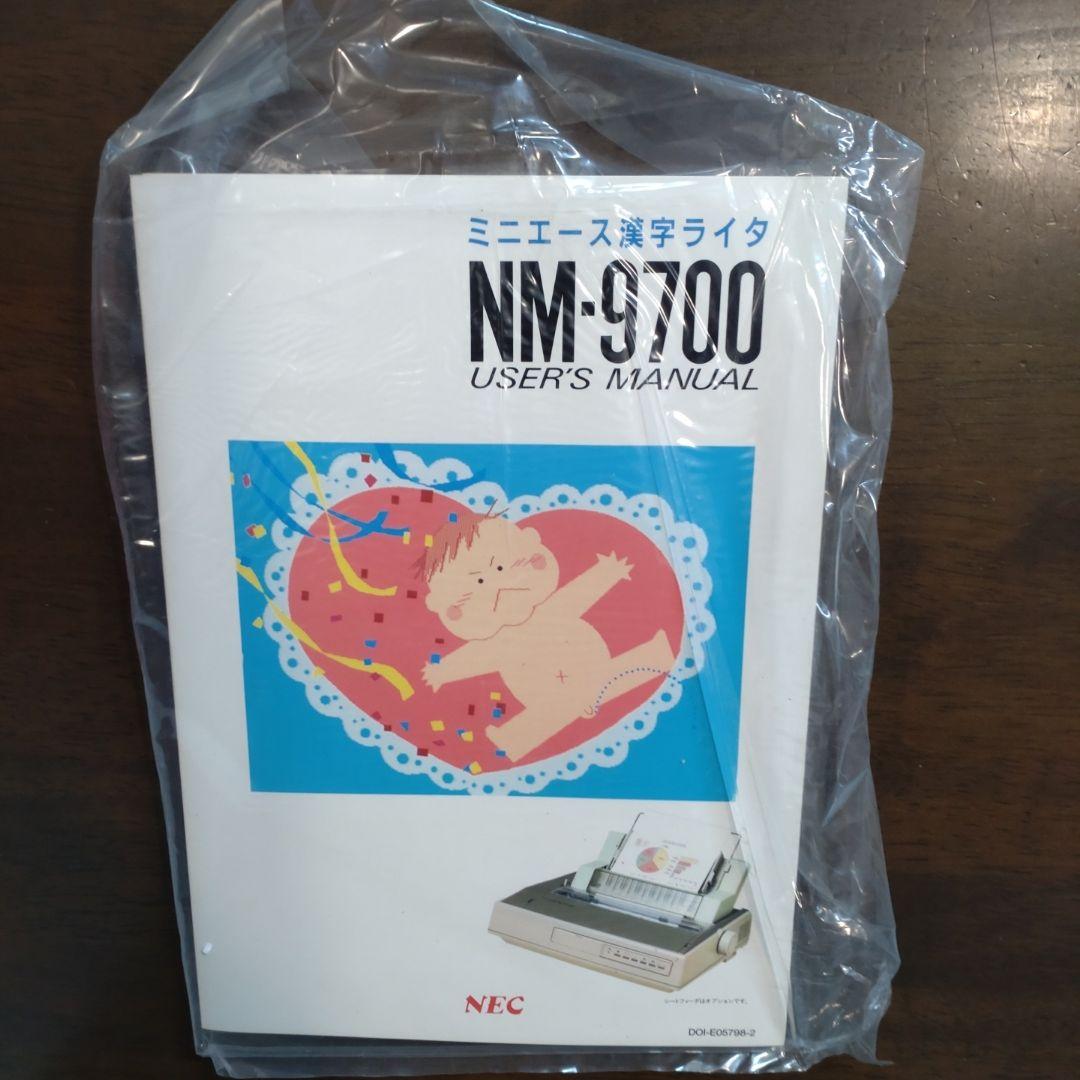 ミニエース漢字ライタ
NM-9700
USER'S MANUAL
NEC
シートフィーダはオプションです。
DOI-E05798-2